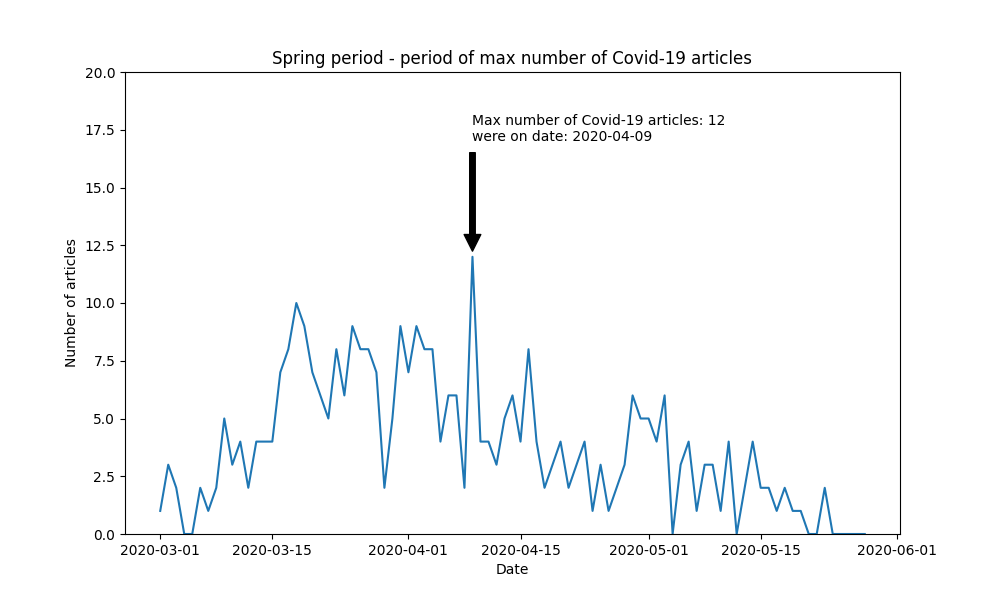 Spring period - period of max number of Covid-19 articles
20.0
17.5
15.0
12.5
10.0
7.5
5.0
2.5
0.0
Number of articles
Max number of Covid-19 articles: 12
were on date: 2020-04-09
2020-03-01 2020-03-15 2020-04-01 2020-04-15 2020-05-01 2020-05-15 2020-06-01
Date